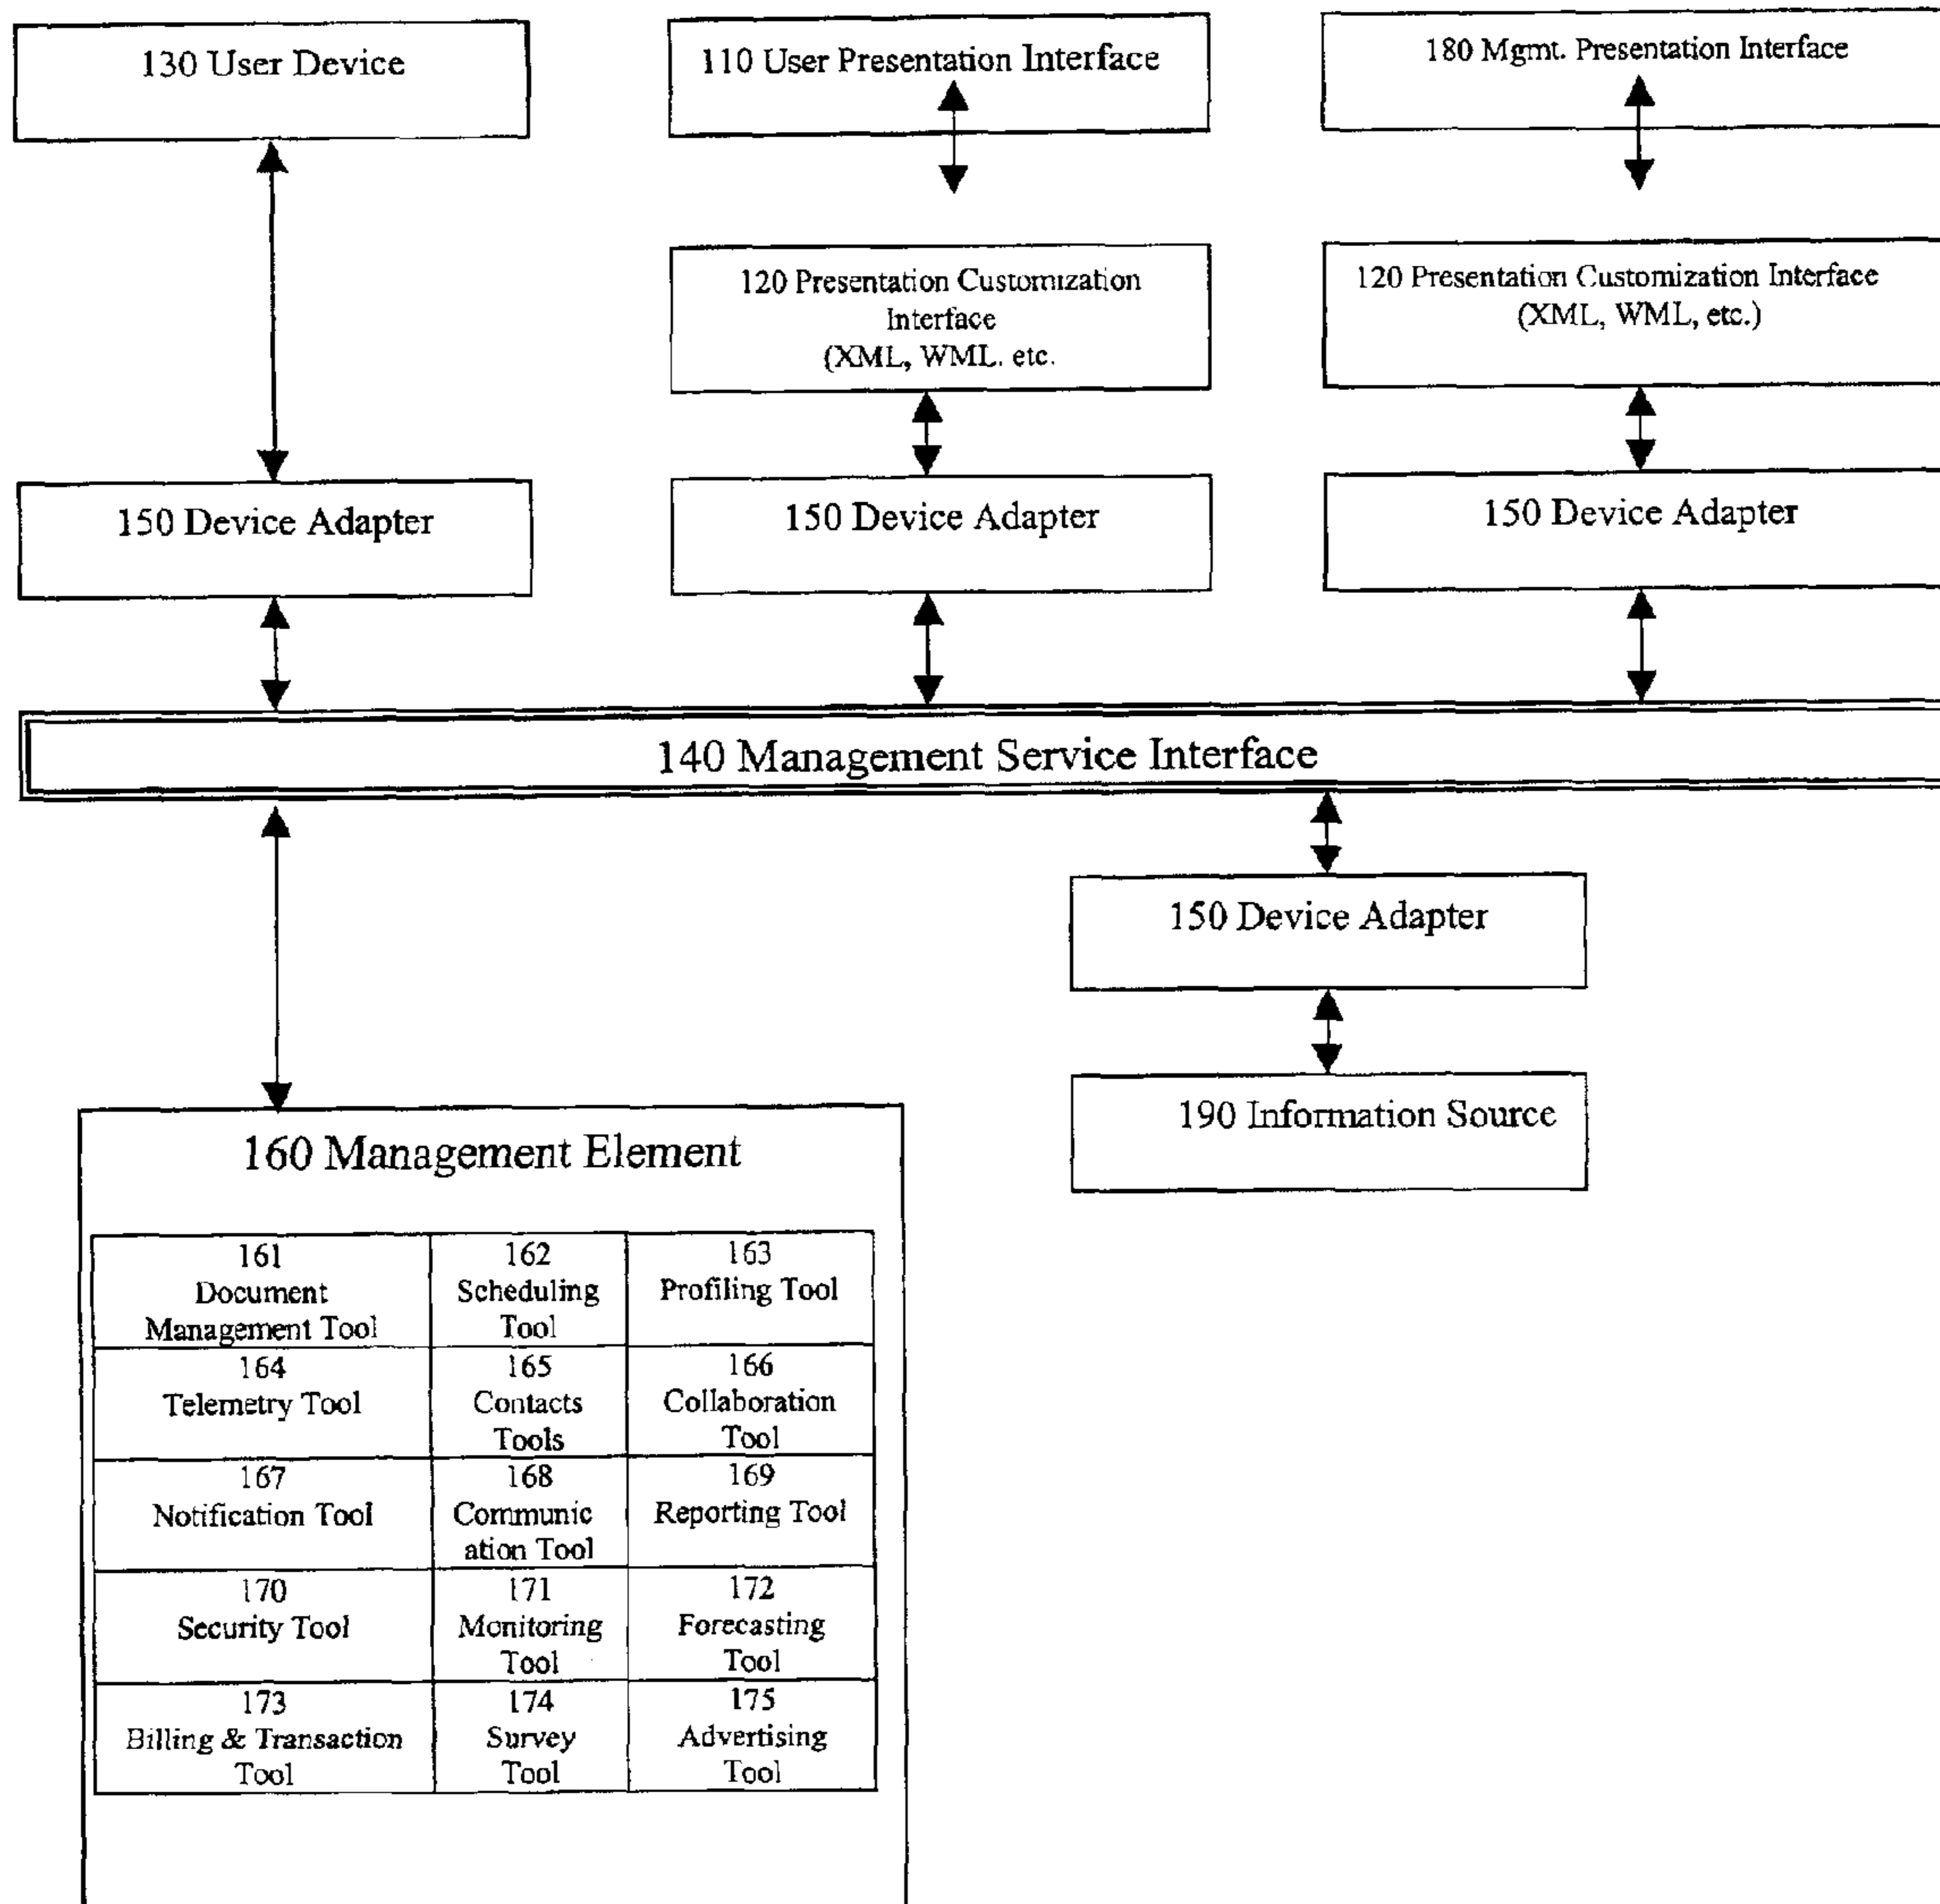 130 User Device
110 User Presentation Interface
180 Mgmt. Presentation Interface
120 Presentation Customization
Interface
(XML, WML. etc.
120 Presentation Customization Interface
(XML, WML, etc.)
150 Device Adapter
150 Device Adapter
150 Device Adapter
140 Management Service Interface
150 Device Adapter
190 Information Source
160 Management Element
161
Document
Management Tool
162
Scheduling
Tool
163
Profiling Tool
164
Telemetry Tool
165
Contacts
Tools
166
Collaboration
Tool
167
Notification Tool
168
Communic
ation Tool
169
Reporting Tool
170
Security Tool
171
Monitoring
Tool
172
Forecasting
Tool
173
Billing & Transaction
Tool
174
Survey
Tool
175
Advertising
Tool